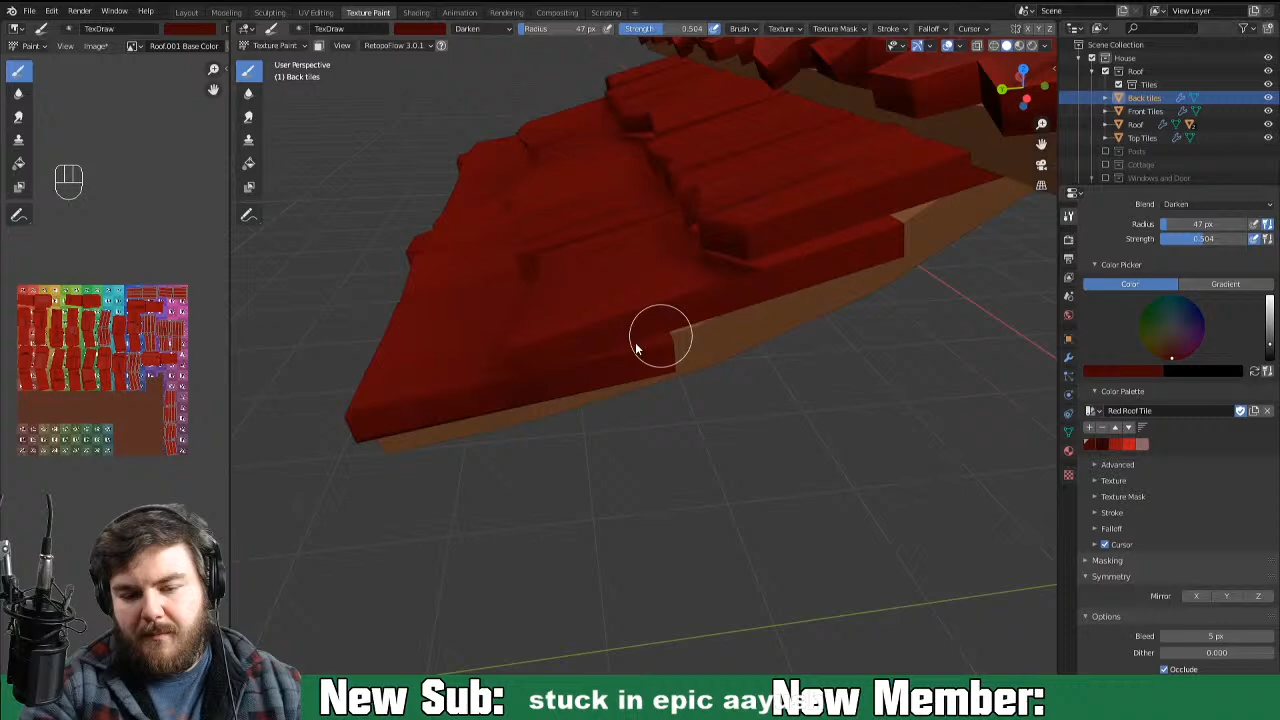 File Edit Render Window Help Layout Modeling Sculpting UV Editing Texture Paint Shading Animation Rendering Compositing Scripting Scene View Layer
TexDraw TexDraw Darken Radius 47 px Strength 0.504 Brush Texture Texture Mask Stroke Falloff Cursor X Y Z
Paint View Image* Roof.001 Base Color Texture Paint View RetopoFlow 3.0.1
Scene Collection
User Perspective
(1) Back tiles
House
Roof
Tiles
Back tiles
Front Tiles
Roof
Top Tiles
Posts
Cottage
Windows and Door
Blend Darken
Radius 47 px
Strength 0.504
Color Picker
Color Gradient
Color Palette
Red Roof Tile
Advanced
Texture
Texture Mask
Stroke
Falloff
Cursor
Masking
Symmetry
Mirror X Y Z
Options
Bleed 5 px
Dither 0.000
Occlude
New Sub: stuck in epic New Member: